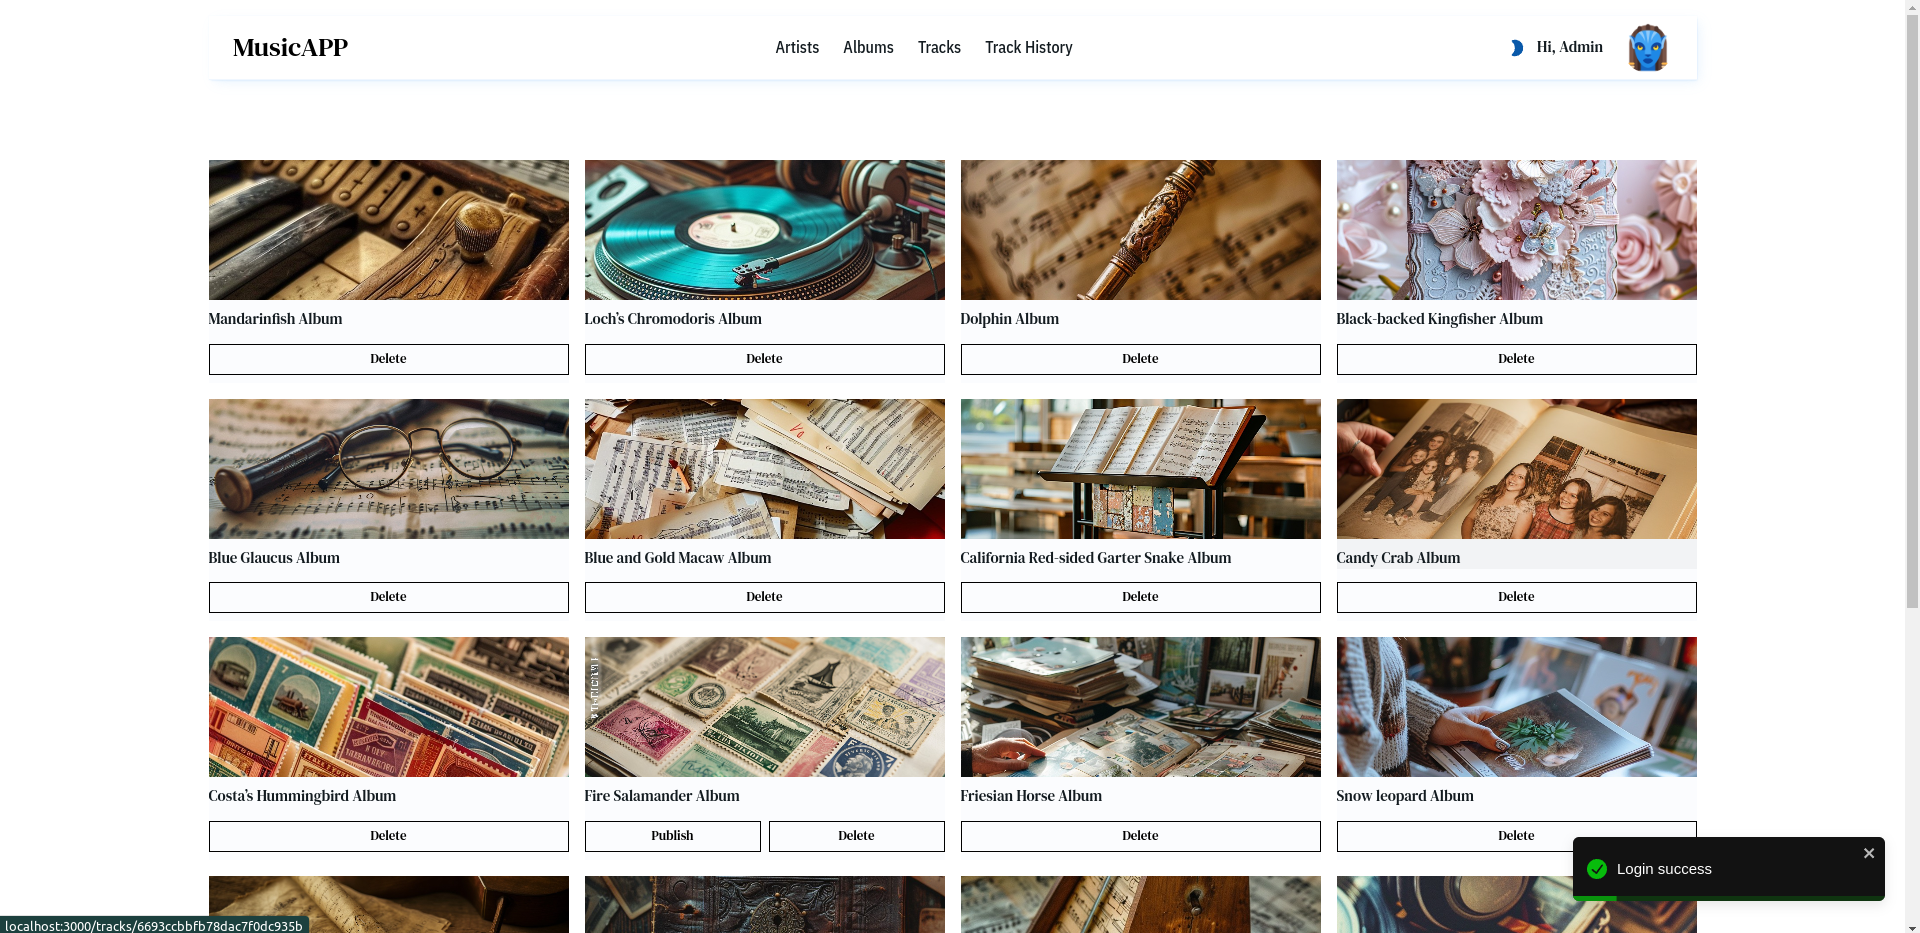 MusicAPP
Artists Albums Tracks Track History
Hi, Admin
Mandarinfish Album
Delete
Loch's Chromodoris Album
Delete
Dolphin Album
Delete
Black-backed Kingfisher Album
Delete
Blue Glaucus Album
Delete
Blue and Gold Macaw Album
Delete
California Red-sided Garter Snake Album
Delete
Candy Crab Album
Delete
Costa's Hummingbird Album
Delete
Fire Salamander Album
Publish Delete
Friesian Horse Album
Delete
Snow leopard Album
Delete
Login success
localhost:3000/tracks/6693ccbbfb78dac7f0dc935b